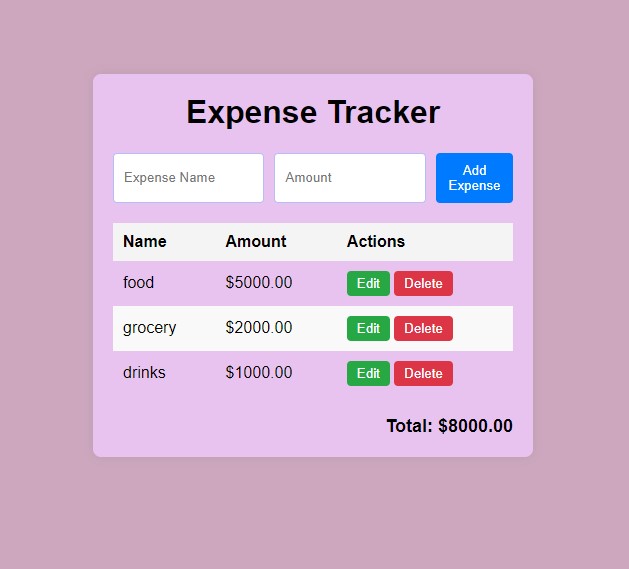 Expense Tracker
Expense Name Amount Add Expense
Name Amount Actions
food $5000.00 Edit Delete
grocery $2000.00 Edit Delete
drinks $1000.00 Edit Delete
Total: $8000.00